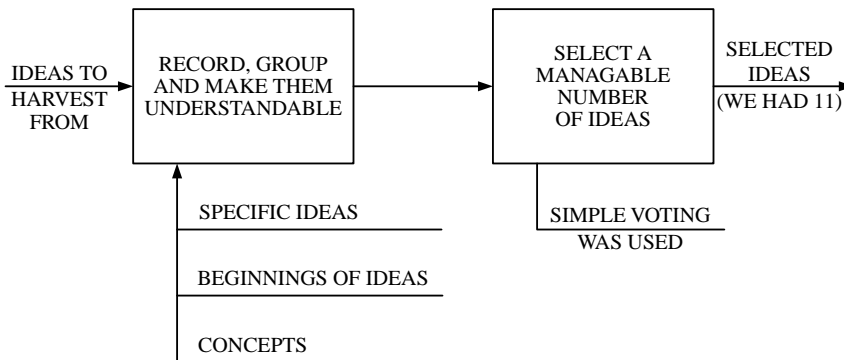 IDEAS TO
HARVEST
FROM
RECORD, GROUP
AND MAKE THEM
UNDERSTANDABLE
SELECT A
MANAGABLE
NUMBER
OF IDEAS
SELECTED
IDEAS
(WE HAD 11)
SPECIFIC IDEAS
BEGINNINGS OF IDEAS
CONCEPTS
SIMPLE VOTING
WAS USED